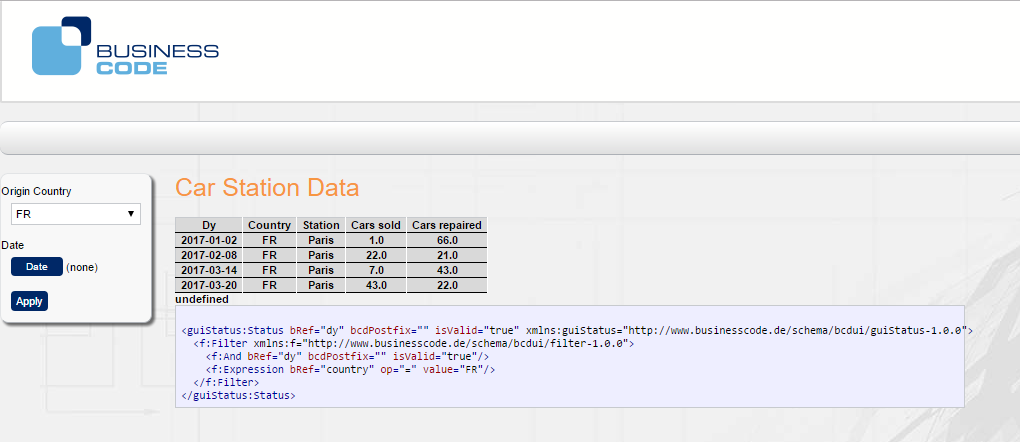 BUSINESS
CODE
Origin Country
FR
Date
Date (none)
Apply
Car Station Data
Dy Country Station Cars sold Cars repaired
2017-01-02 FR Paris 1.0 66.0
2017-02-08 FR Paris 22.0 21.0
2017-03-14 FR Paris 7.0 43.0
2017-03-20 FR Paris 43.0 22.0
undefined
<guiStatus:Status bRef="dy" bcdPostfix="" isValid="true" xmlns:guiStatus="http://www.businesscode.de/schema/bcdui/guiStatus-1.0.0">
<f:Filter xmlns:f="http://www.businesscode.de/schema/bcdui/filter-1.0.0">
<f:And bRef="dy" bcdPostfix="" isValid="true"/>
<f:Expression bRef="country" op="=" value="FR"/>
</f:Filter>
</guiStatus:Status>